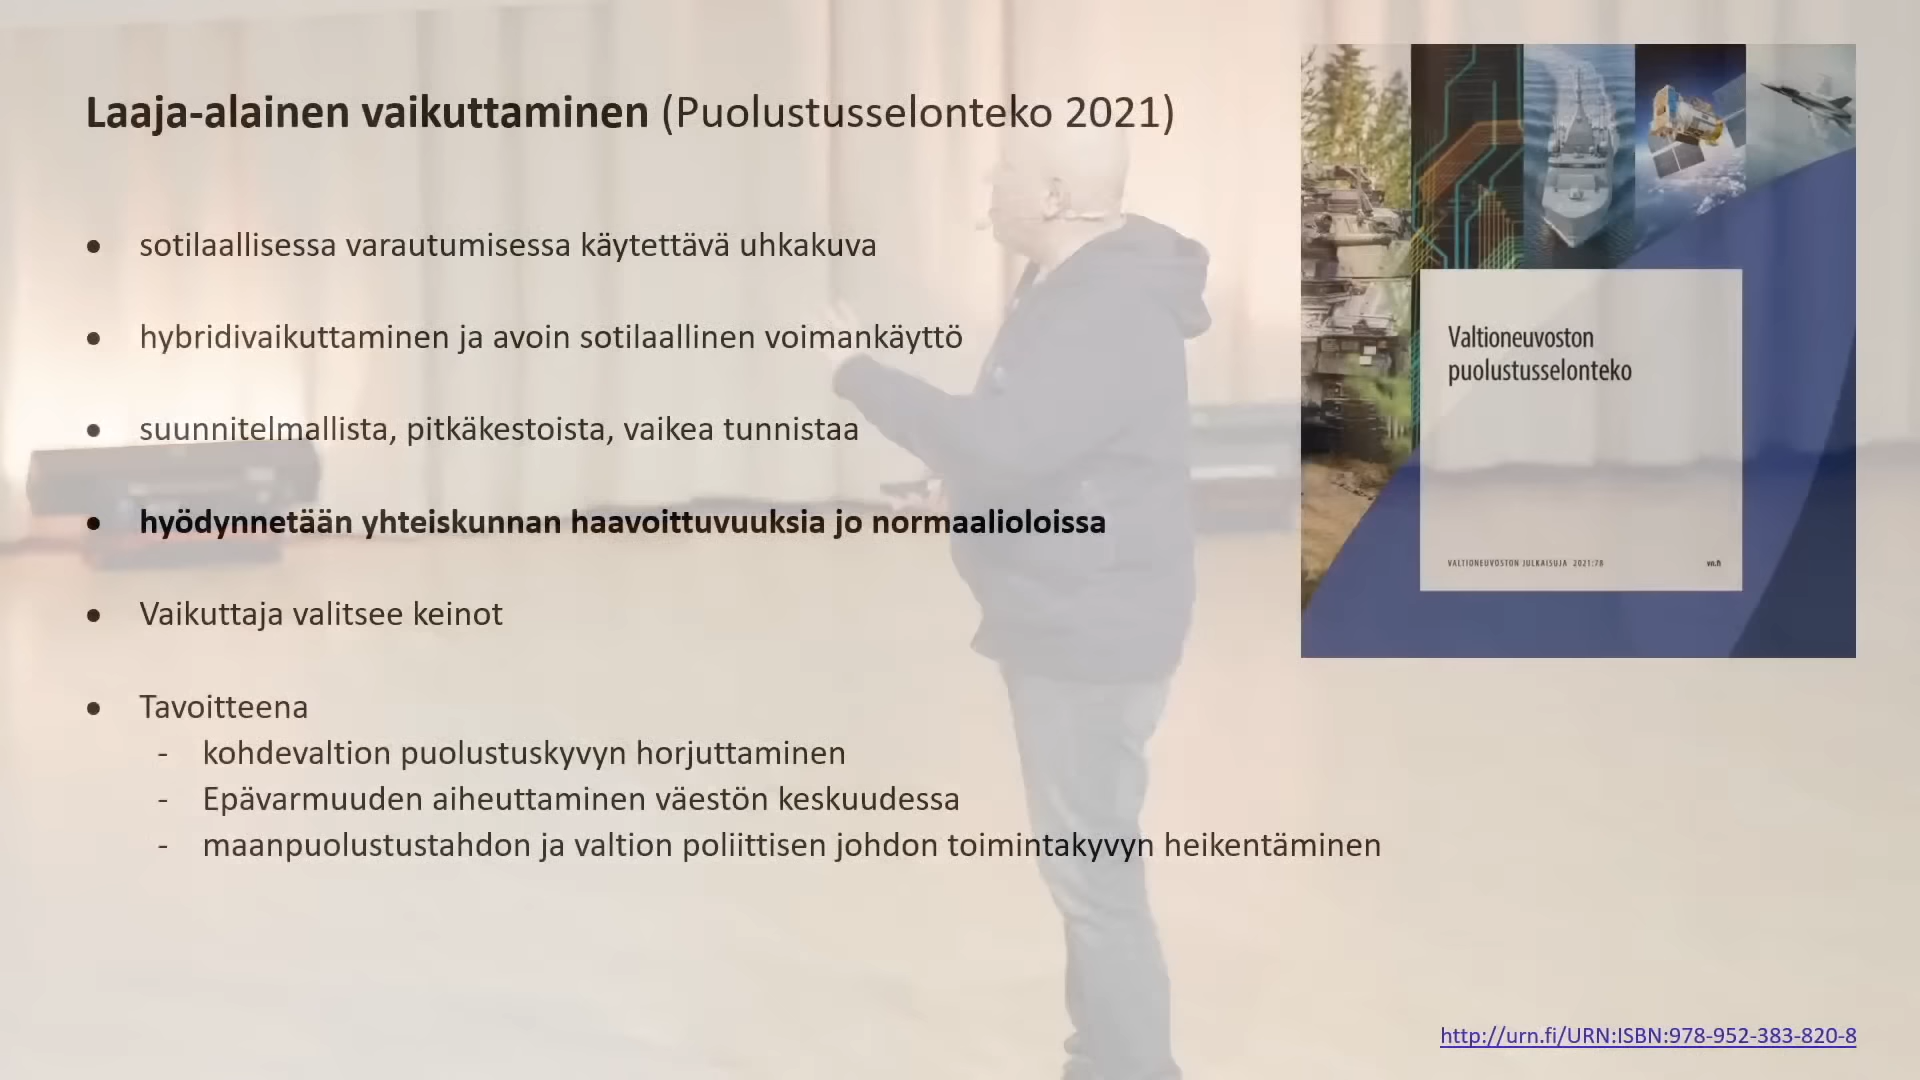 Laaja-alainen vaikuttaminen (Puolustusselonteko 2021)
• sotilaallisessa varautumisessa käytettävä uhkakuva
• hybridivaikuttaminen ja avoin sotilaallinen voimankäyttö
• suunnitelmallista, pitkäkestoista, vaikea tunnistaa
• hyödynnetään yhteiskunnan haavoittuvuuksia jo normaalioloissa
• Vaikuttaja valitsee keinot
• Tavoitteena
- kohdevaltion puolustuskyvyn horjuttaminen
- Epävarmuuden aiheuttaminen väestön keskuudessa
- maanpuolustustahdon ja valtion poliittisen johdon toimintakyvyn heikentäminen
Valtioneuvoston
puolustusselonteko
VALTIONEUVOSTON JULKAISUJA 2021:78 vn.fi
http://urn.fi/URN:ISBN:978-952-383-820-8